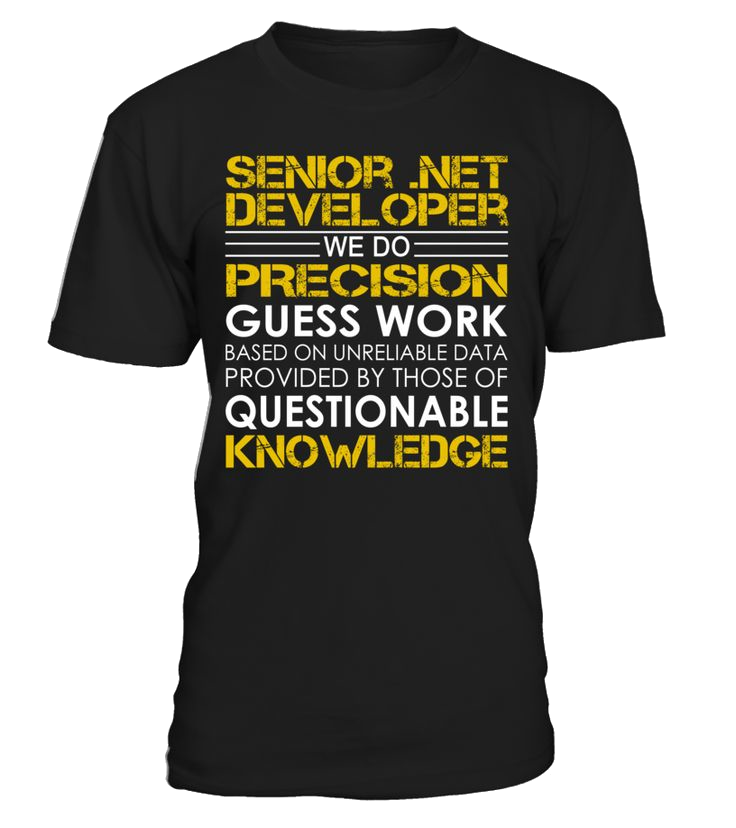 SENIOR .NET
DEVELOPER
WE DO
PRECISION
GUESS WORK
BASED ON UNRELIABLE DATA
PROVIDED BY THOSE OF
QUESTIONABLE
KNOWLEDGE